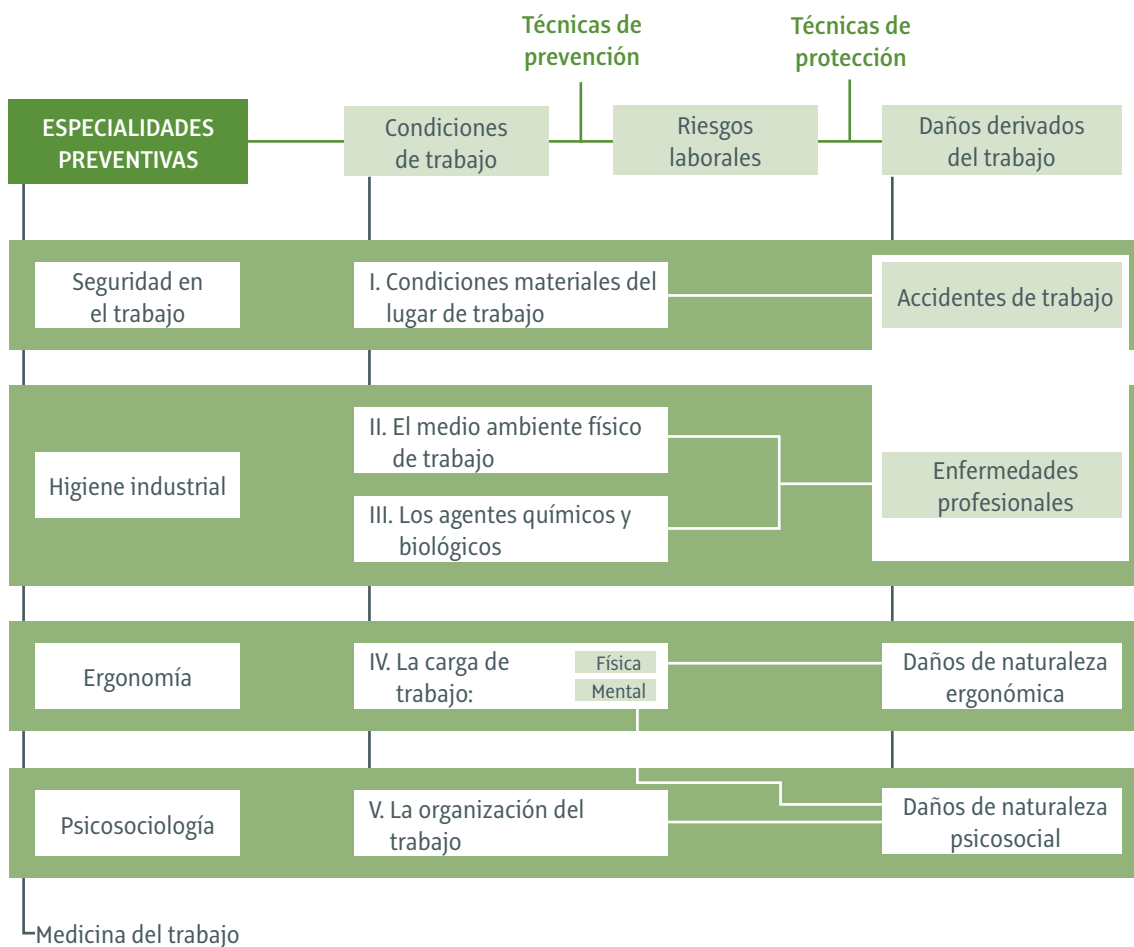 Técnicas de
prevención
Técnicas de
protección
ESPECIALIDADES
PREVENTIVAS
Condiciones
de trabajo
Riesgos
laborales
Daños derivados
del trabajo
Seguridad en
el trabajo
I. Condiciones materiales del
lugar de trabajo
Accidentes de trabajo
Higiene industrial
II. El medio ambiente físico
de trabajo
III. Los agentes químicos y
biológicos
Enfermedades
profesionales
Ergonomía
IV. La carga de
trabajo:
Física
Mental
Daños de naturaleza
ergonómica
Psicosociología
V. La organización del
trabajo
Daños de naturaleza
psicosocial
Medicina del trabajo